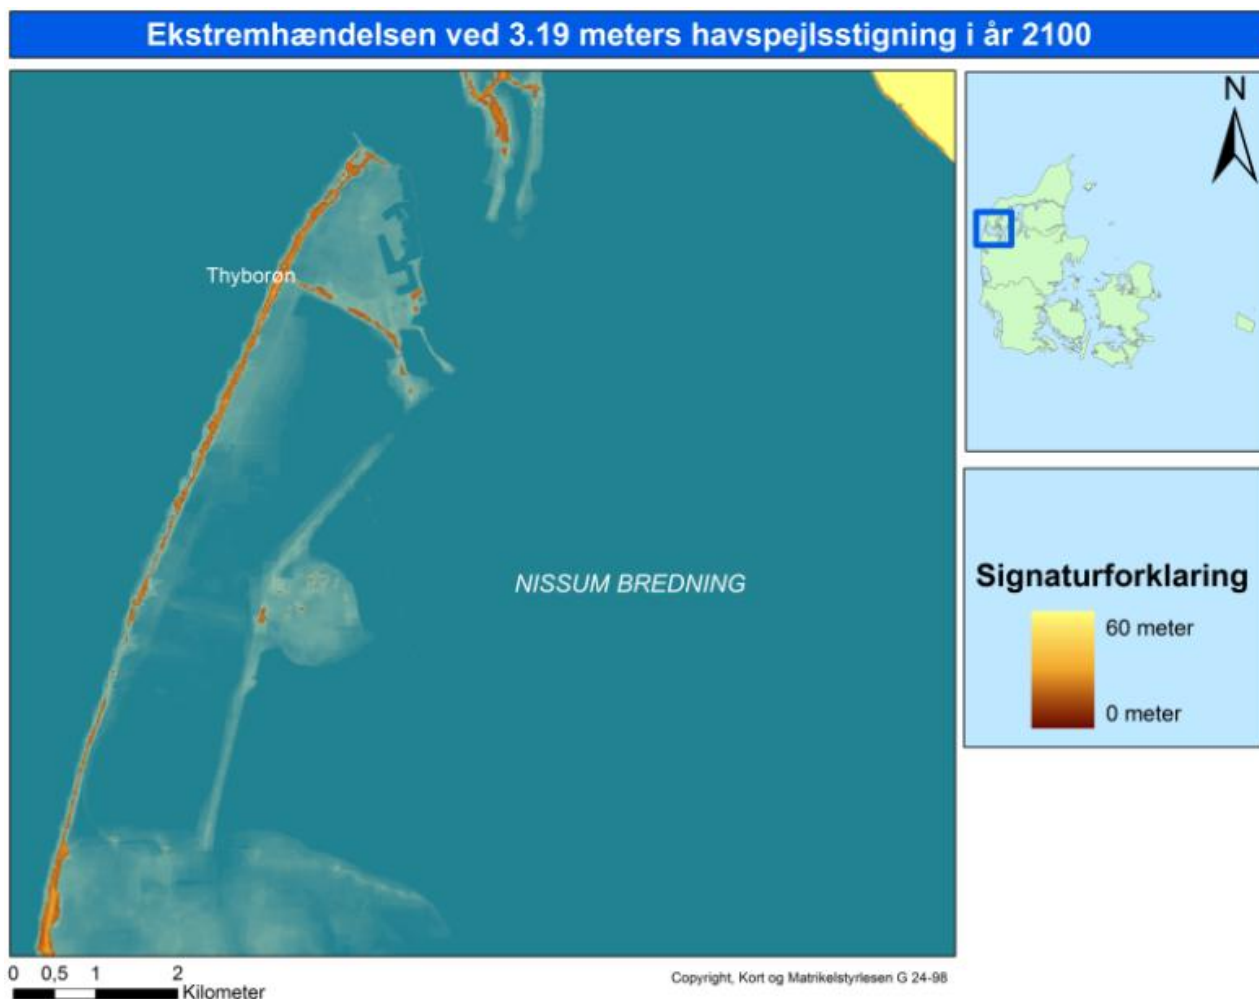 Ekstremhændelsen ved 3.19 meters havspejlsstigning i år 2100
N
Thyborøn
NISSUM BREDNING
Signaturforklaring
60 meter
0 meter
0 0,5 1 2
Kilometer
Copyright, Kort og Matrikelstyrlesen G 24-98